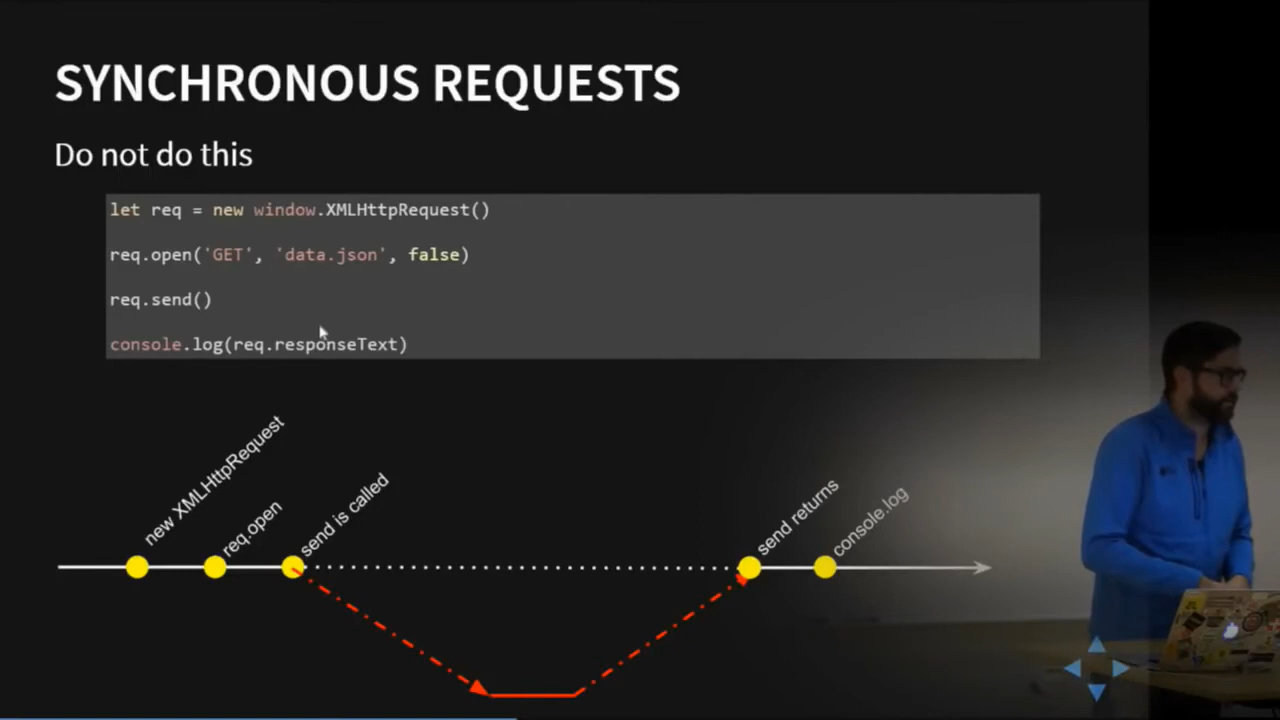 SYNCHRONOUS REQUESTS
Do not do this
let req = new window.XMLHttpRequest()
req.open('GET', 'data.json', false)
req.send()
console.log(req.responseText)
new XMLHttpRequest
req.open
send is called
send returns
console.log